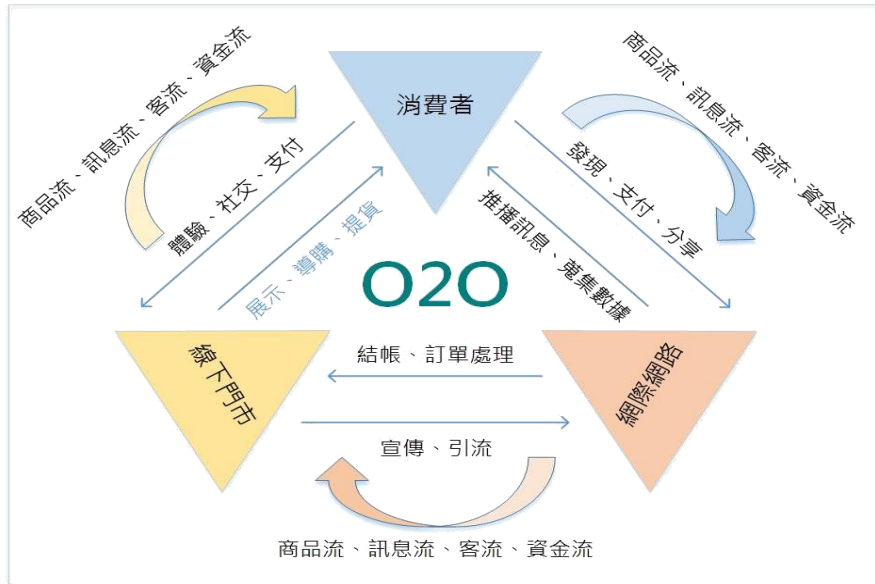 消費者
商品流、訊息流、客流、資金流
商品流、訊息流、客流、資金流
體驗、社交、支付
展示、導購、提貨
發現、支付、分享
推播訊息、蒐集數據
O2O
線下門市
網際網路
結帳、訂單處理
宣傳、引流
商品流、訊息流、客流、資金流